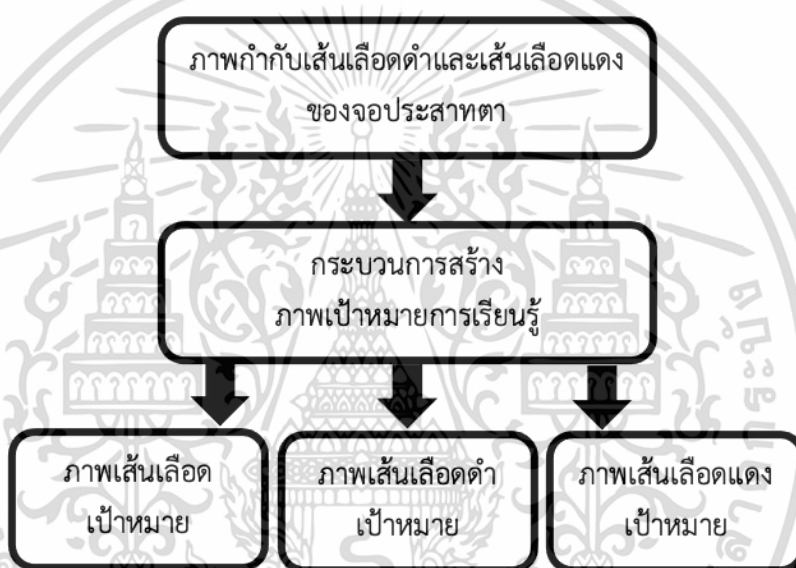 ภาพกำกับเส้นเลือดดำและเส้นเลือดแดง
ของจอประสาทตา
กระบวนการสร้าง
ภาพเป้าหมายการเรียนรู้
ภาพเส้นเลือด
เป้าหมาย
ภาพเส้นเลือดดำ
เป้าหมาย
ภาพเส้นเลือดแดง
เป้าหมาย